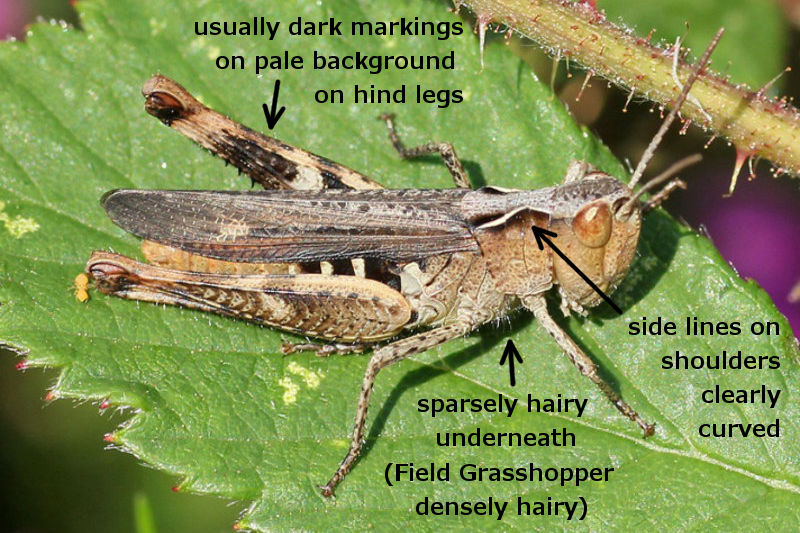 usually dark markings
on pale background
on hind legs
side lines on
shoulders
clearly
curved
sparsely hairy
underneath
(Field Grasshopper
densely hairy)